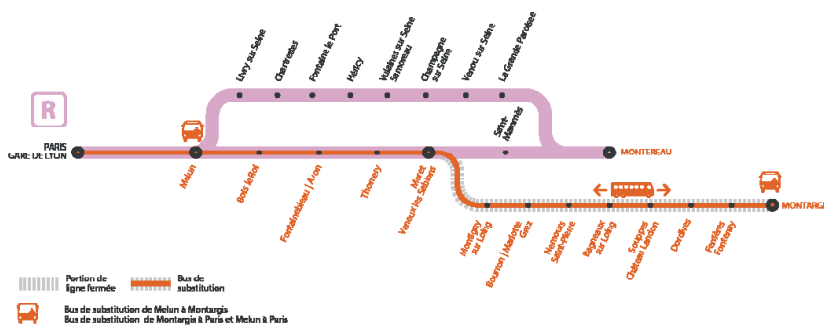 Livry sur Seine
Chartrettes
Fontaine le Port
Héricy
Vulaines sur Seine
Samoreau
Champagne
sur Seine
Vernou sur Seine
La Grande Paroisse
R
PARIS
GARE DE LYON
Saint-
Mammès
MONTEREAU
Melun
Bois le Roi
Fontainebleau | Avon
Thomery
Moret
Veneux les Sablons
MONTARG
Montigny
sur Loing
Bourron | Marlotte
Grez
Nemours
Saint-Pierre
Bagneaux
sur Loing
Souppes
Château Landon
Dordives
Ferrières
Fontenay
Portion de
ligne fermée
Bus de
substitution
Bus de substitution de Melun à Montargis
Bus de substitution de Montargis à Paris et Melun à Paris